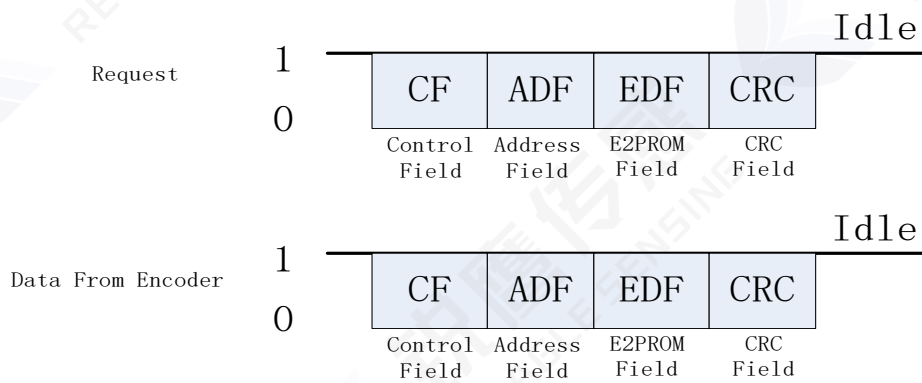 Idle
Request
1
0
CF ADF EDF CRC
Control Address E2PROM CRC
Field Field Field Field
Idle
Data From Encoder
1
0
CF ADF EDF CRC
Control Address E2PROM CRC
Field Field Field Field